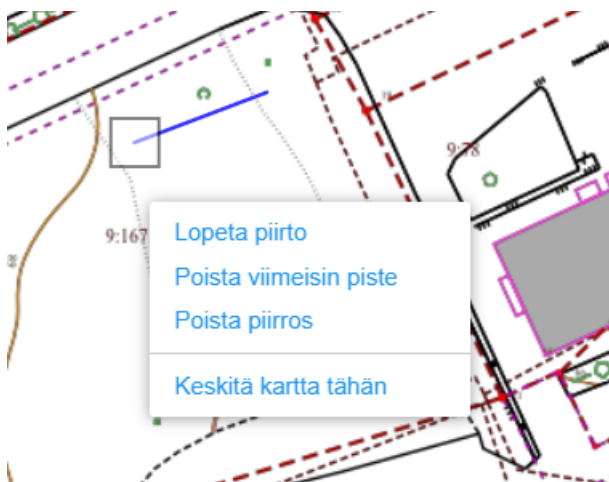 9:78
9:167
Lopeta piirto
Poista viimeisin piste
Poista piirros
Keskitä kartta tähän